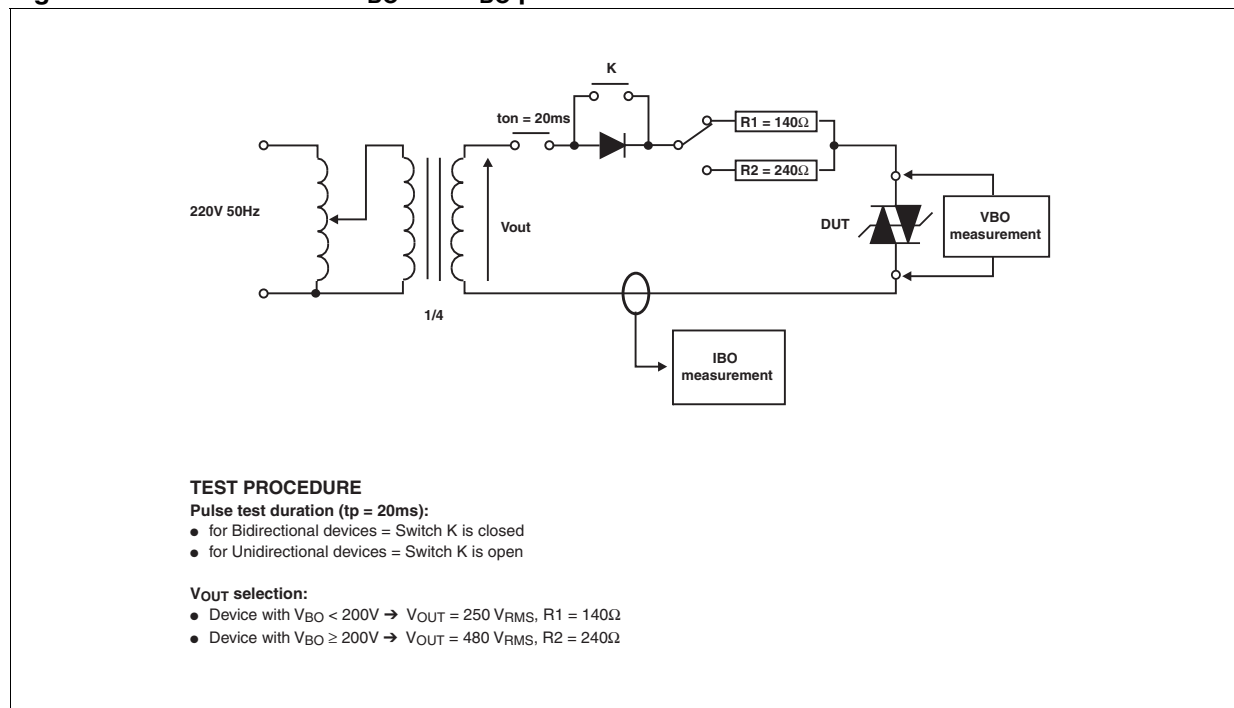 K
ton = 20ms
R1 = 140Ω
R2 = 240Ω
220V 50Hz
Vout
DUT
VBO
measurement
1/4
IBO
measurement
TEST PROCEDURE
Pulse test duration (tp = 20ms):
● for Bidirectional devices = Switch K is closed
● for Unidirectional devices = Switch K is open
VOUT selection:
● Device with VBO < 200V ➔ VOUT = 250 VRMS, R1 = 140Ω
● Device with VBO ≥ 200V ➔ VOUT = 480 VRMS, R2 = 240Ω